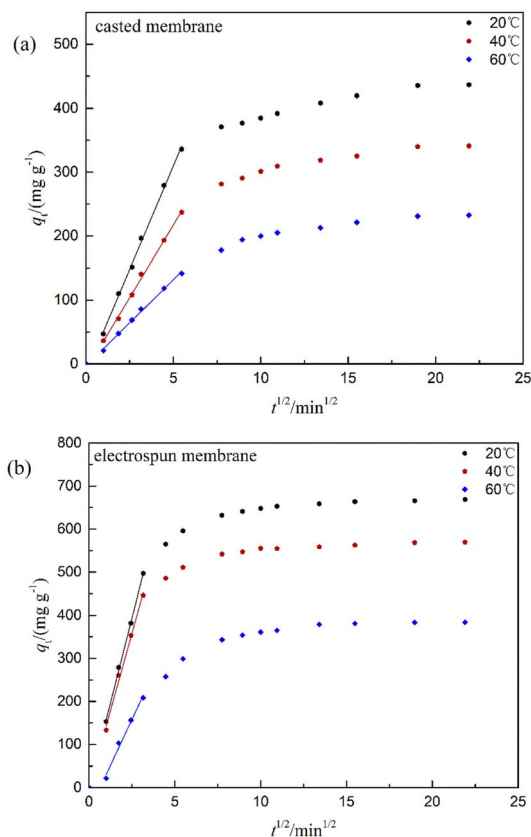 (a)
casted membrane
20℃
40℃
60℃
500
400
300
200
100
0
qt/(mg g-1)
0 5 10 15 20 25
t1/2/min1/2
(b)
electrospun membrane
20℃
40℃
60℃
800
700
600
500
400
300
200
100
0
qt/(mg g-1)
0 5 10 15 20 25
t1/2/min1/2